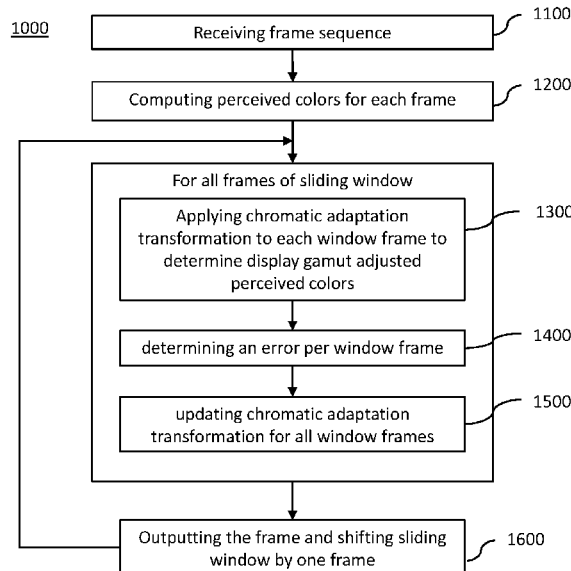 1000
Receiving frame sequence
1100
Computing perceived colors for each frame
1200
For all frames of sliding window
Applying chromatic adaptation
transformation to each window frame to
determine display gamut adjusted
perceived colors
1300
determining an error per window frame
1400
updating chromatic adaptation
transformation for all window frames
1500
Outputting the frame and shifting sliding
window by one frame
1600